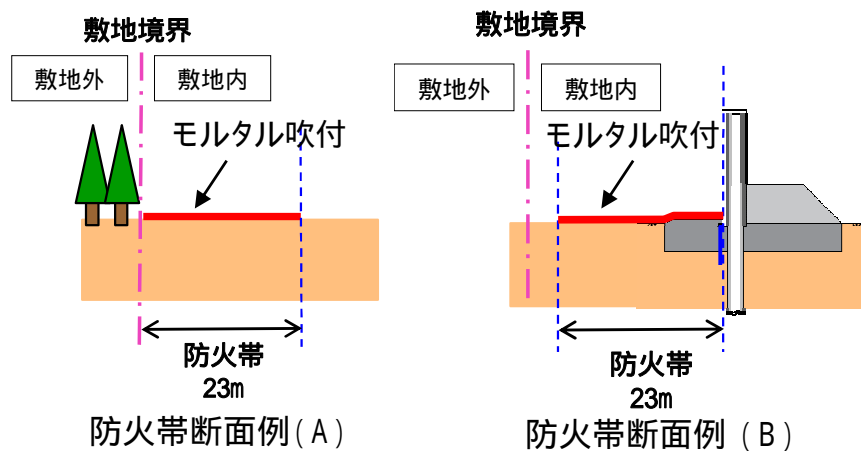 敷地境界
敷地外
敷地内
モルタル吹付
防火帯
23m
防火帯断面例(A)
敷地境界
敷地外
敷地内
モルタル吹付
防火帯
23m
防火帯断面例(B)